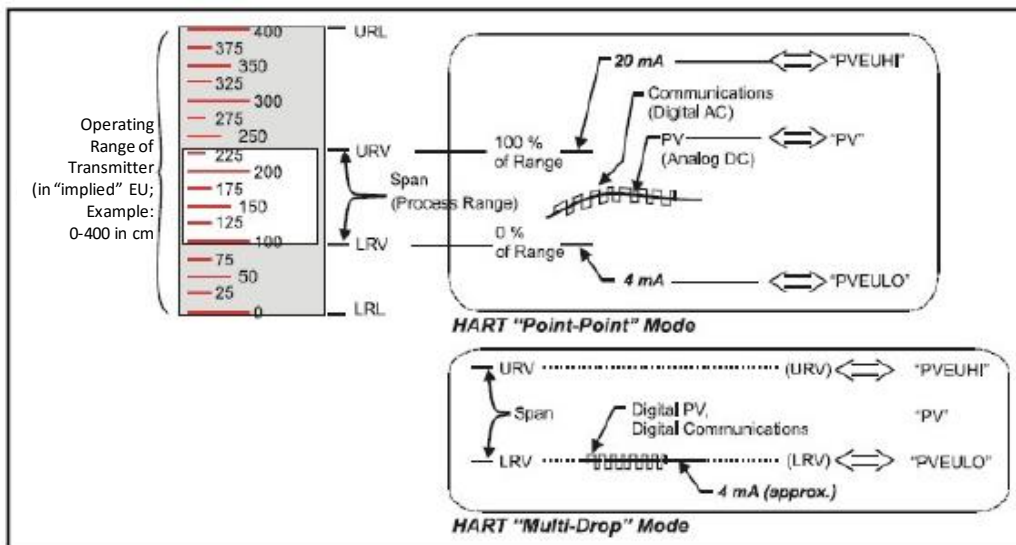 Operating
Range of
Transmitter
(in “implied” EU;
Example:
0-400 in cm
400
375
350
325
300
275
250
225
200
175
150
125
100
75
50
25
0
URL
URV
Span
(Process Range)
LRV
LRL
100 %
of Range
0 %
of Range
20 mA
Communications
(Digital AC)
PV
(Analog DC)
4 mA
“PVEUHI”
“PV”
“PVEULO”
HART “Point-Point” Mode
URV
(URV)
“PVEUHI”
Span
Digital PV,
Digital Communications
“PV”
LRV
(LRV)
“PVEULO”
4 mA (approx.)
HART “Multi-Drop” Mode